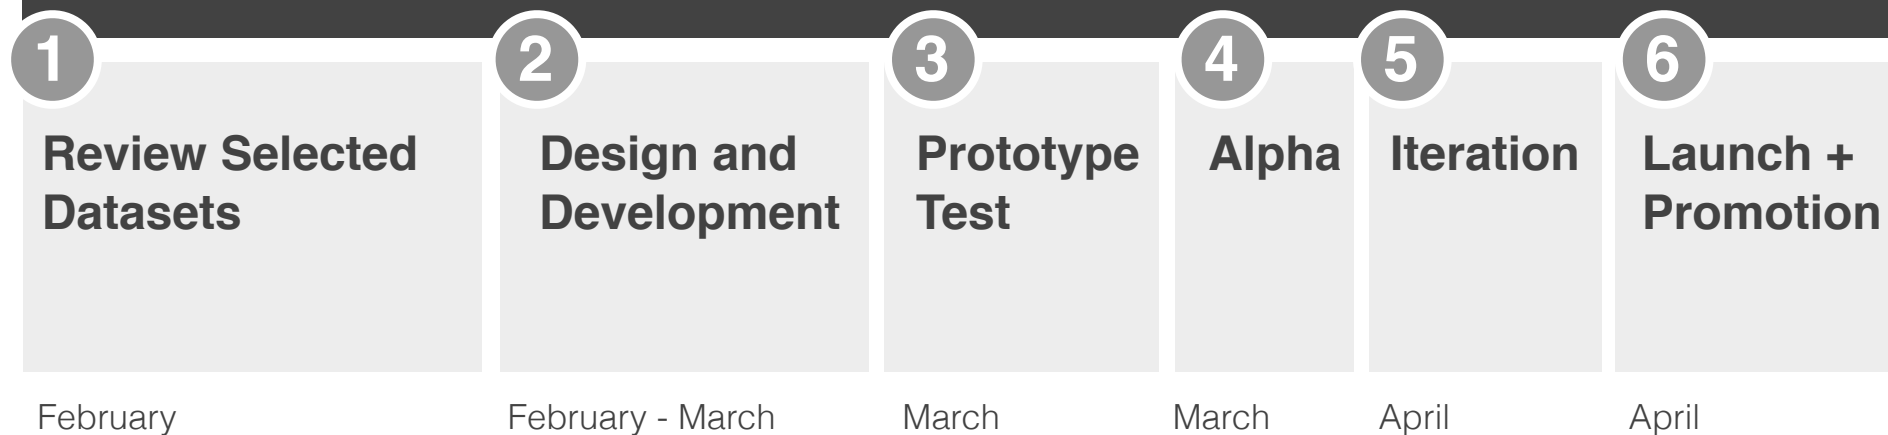 1
Review Selected
Datasets
February
2
Design and
Development
February - March
3
Prototype
Test
March
4
Alpha
March
5
Iteration
April
6
Launch +
Promotion
April